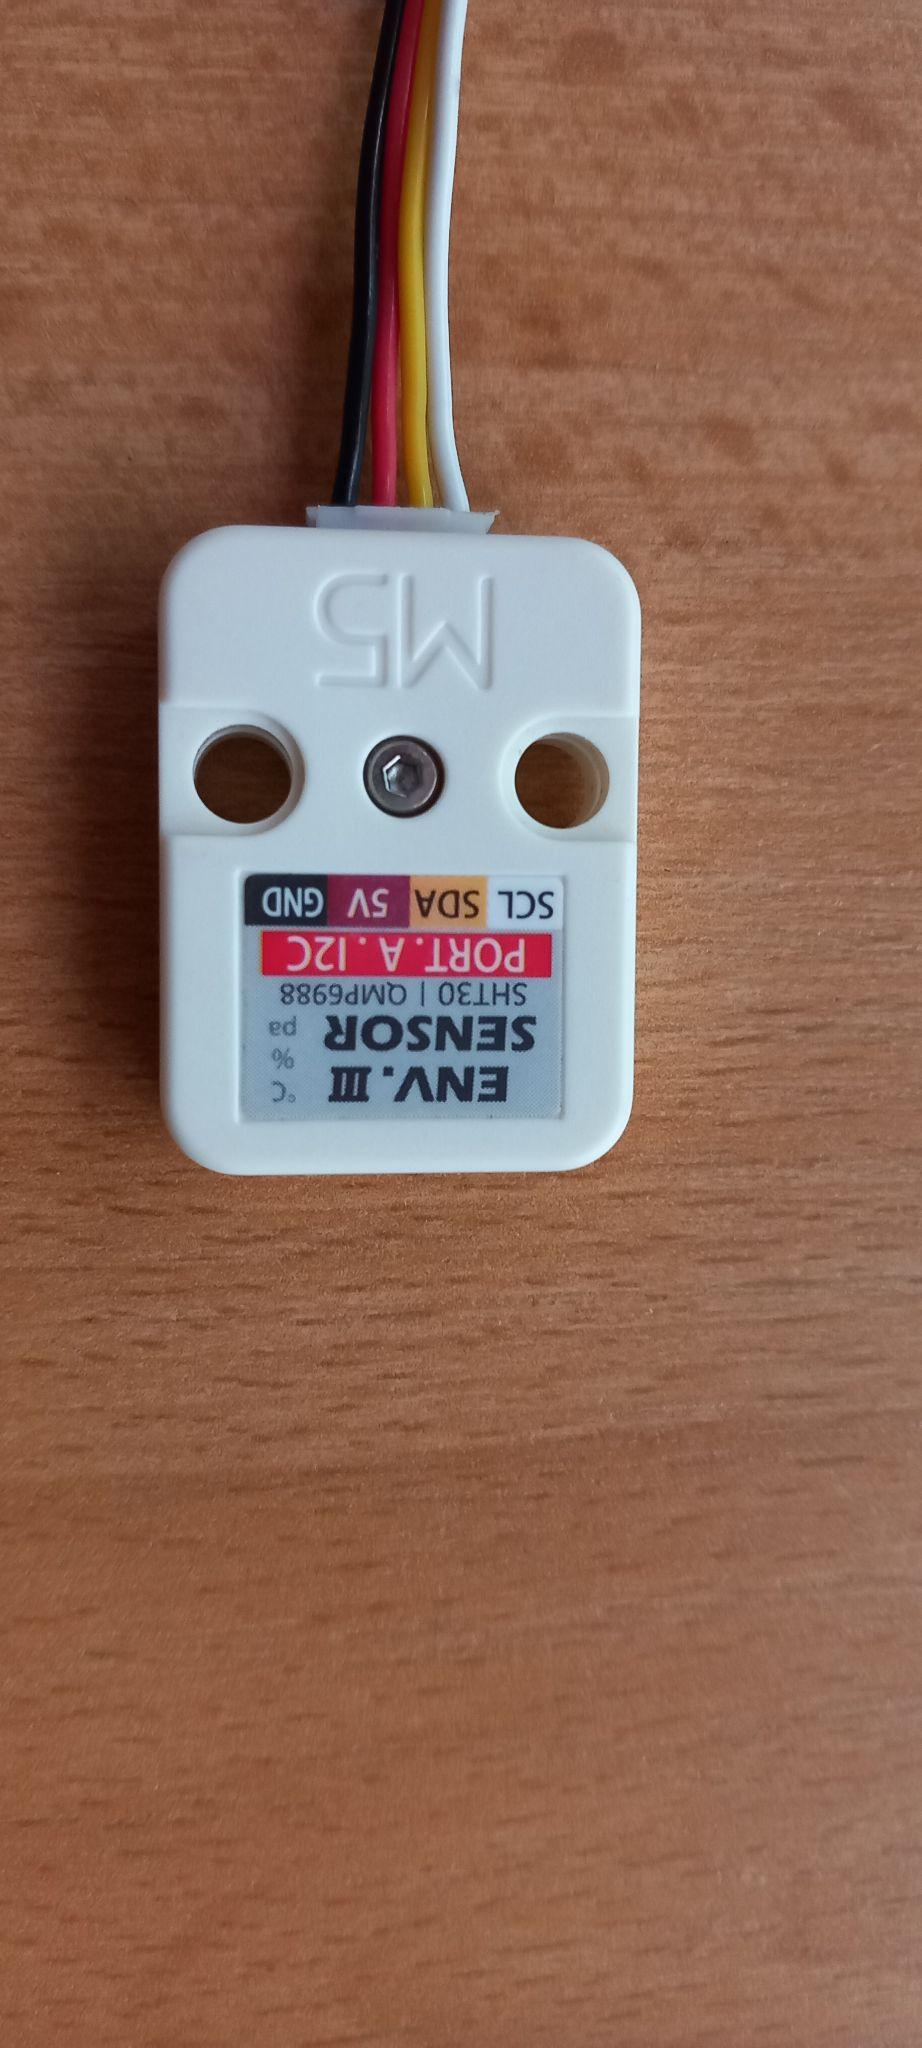 ENV. III °C
SENSOR %
pa
SHT30 | QMP6988
PORT. A. I2C
SCL SDA 5V GND
M5